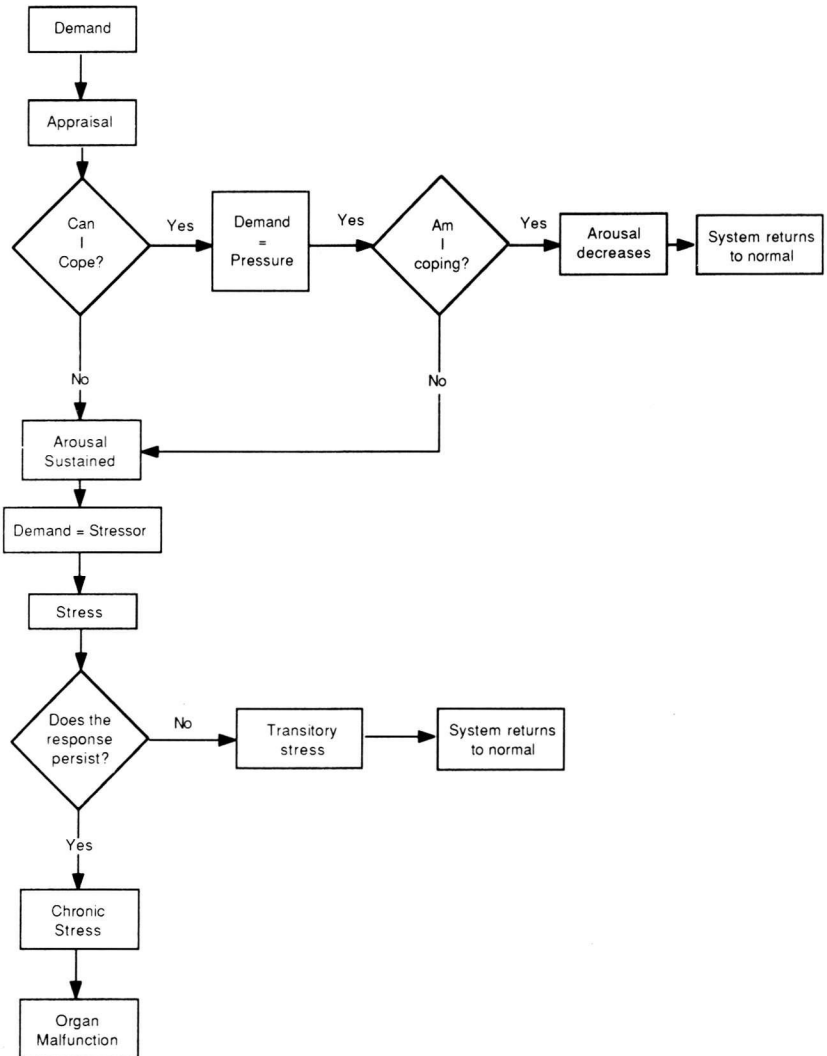 Demand
Appraisal
Can
I
Cope?
Yes
Demand
=
Pressure
Yes
Am
I
coping?
Yes
Arousal
decreases
System returns
to normal
No
No
Arousal
Sustained
Demand = Stressor
Stress
Does the
response
persist?
No
Transitory
stress
System returns
to normal
Yes
Chronic
Stress
Organ
Malfunction